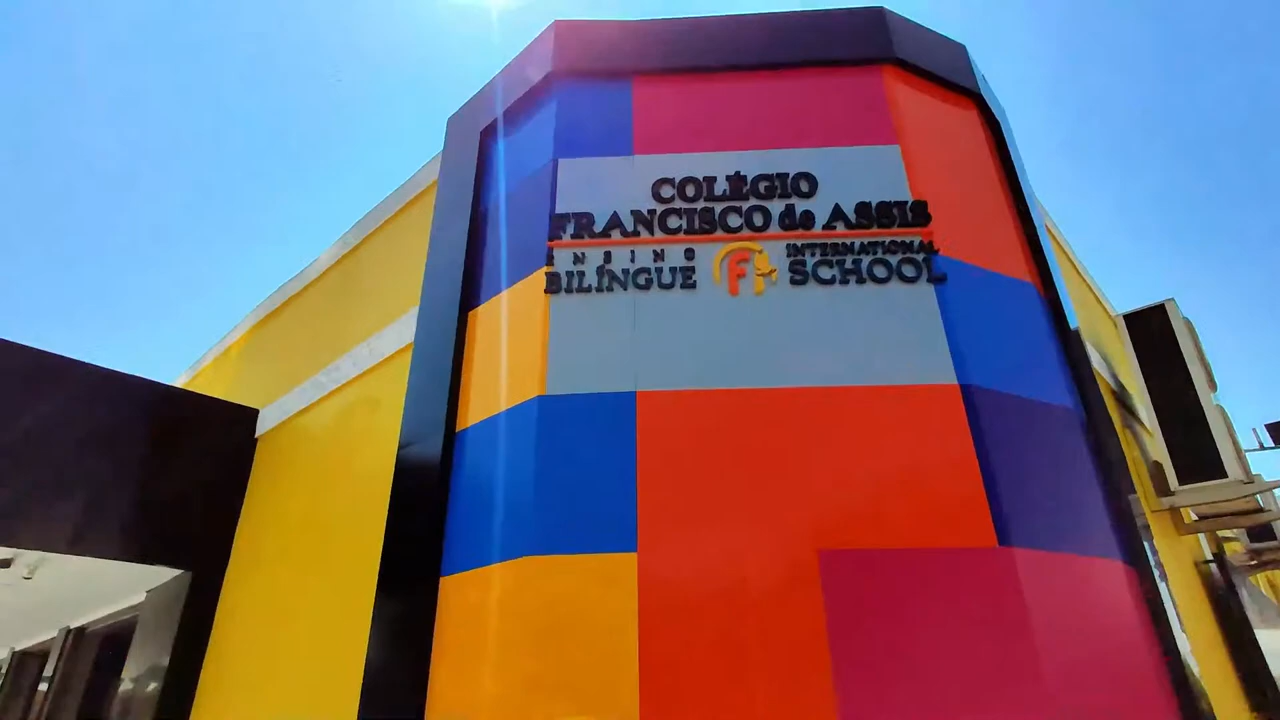 COLÉGIO
FRANCISCO de ASSIS
ENSINO
BILÍNGUE
F
INTERNATIONAL
SCHOOL